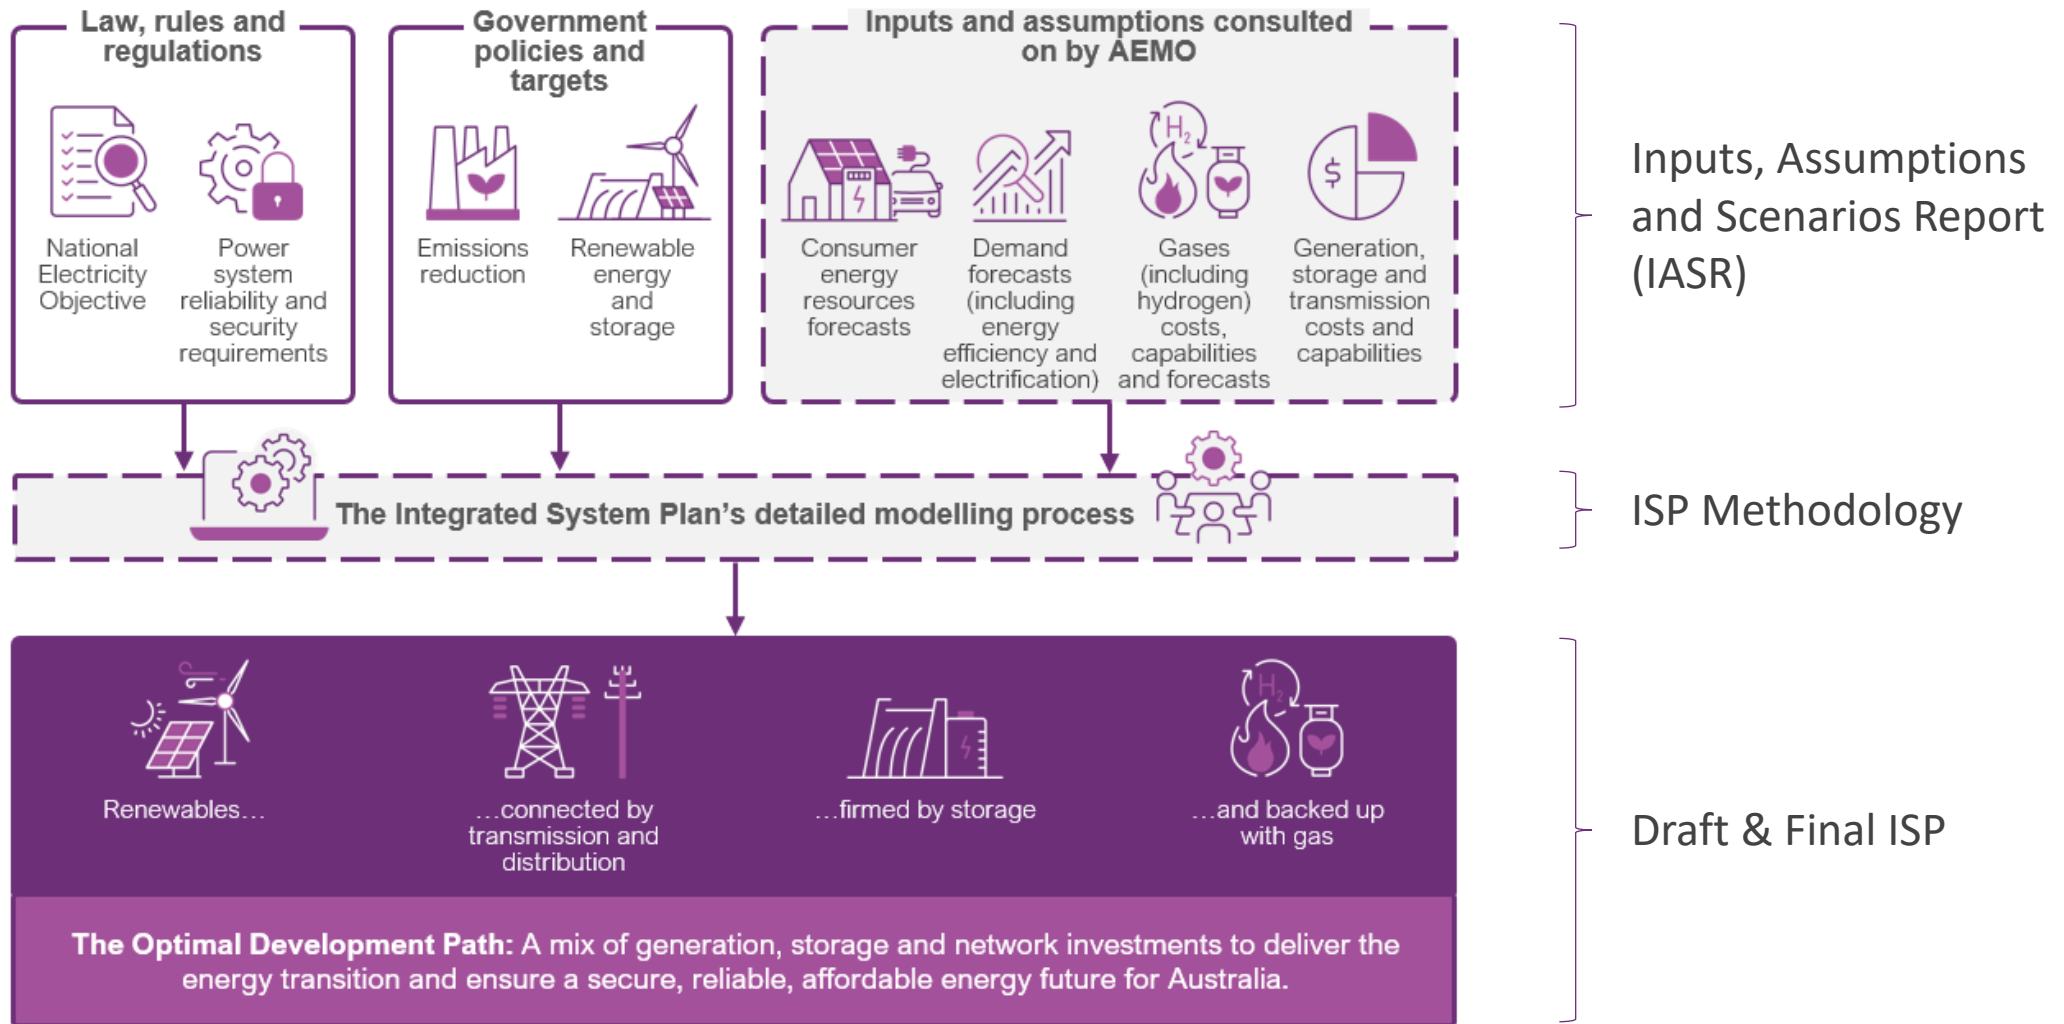 Law, rules and
regulations
National
Electricity
Objective
Power
system
reliability and
security
requirements
Government
policies and
targets
Emissions
reduction
Renewable
energy
and
storage
Inputs and assumptions consulted
on by AEMO
Consumer
energy
resources
forecasts
Demand
forecasts
(including
energy
efficiency and
electrification)
H2
Gases
(including
hydrogen)
costs,
capabilities
and forecasts
$
Generation,
storage and
transmission
costs and
capabilities
Inputs, Assumptions
and Scenarios Report
(IASR)
The Integrated System Plan's detailed modelling process
ISP Methodology
Renewables…
…connected by
transmission and
distribution
…firmed by storage
H2
…and backed up
with gas
Draft & Final ISP
The Optimal Development Path: A mix of generation, storage and network investments to deliver the
energy transition and ensure a secure, reliable, affordable energy future for Australia.